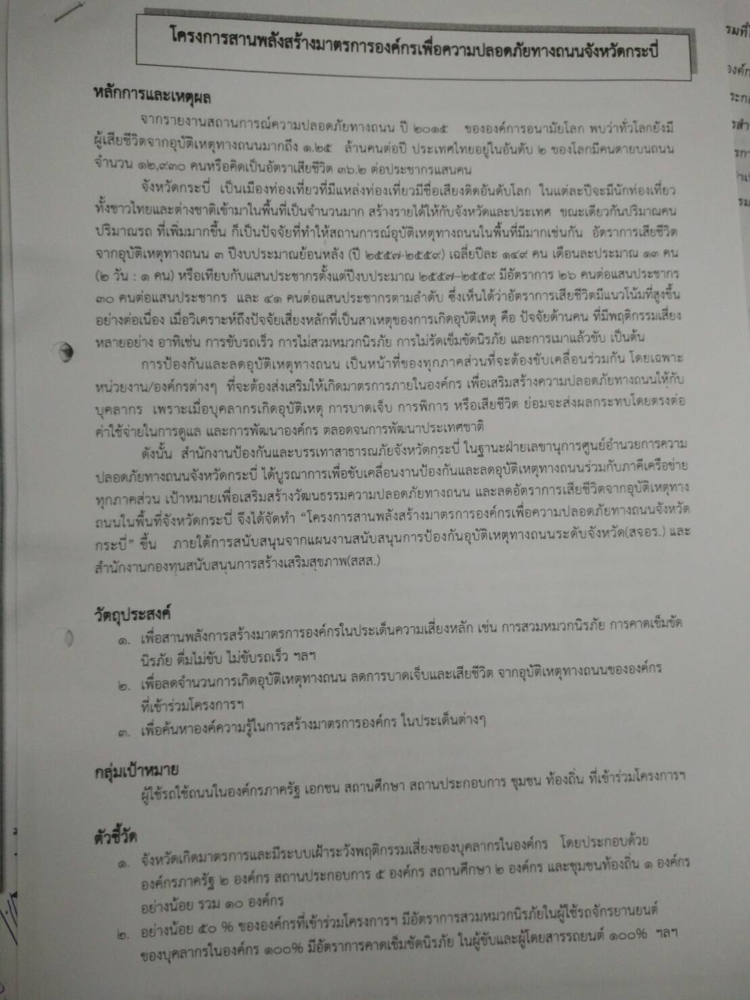 โครงการสานพลังสร้างมาตรการองค์กรเพื่อความปลอดภัยทางถนนจังหวัดกระบี่
หลักการและเหตุผล
จากรายงานสถานการณ์ความปลอดภัยทางถนน ปี ๒๐๑๕ ขององค์การอนามัยโลก พบว่าทั่วโลกยังมี
ผู้เสียชีวิตจากอุบัติเหตุทางถนนมากถึง ๑.๒๕ ล้านคนต่อปี ประเทศไทยอยู่ในอันดับ ๒ ของโลกมีคนตายบนถนน
จำนวน ๑๒,๙๓๐ คนหรือคิดเป็นอัตราเสียชีวิต ๓๖.๒ ต่อประชากรแสนคน
จังหวัดกระบี่ เป็นเมืองท่องเที่ยวที่มีแหล่งท่องเที่ยวมีชื่อเสียงติดอันดับโลก ในแต่ละปีจะมีนักท่องเที่ยว
ทั้งชาวไทยและต่างชาติเข้ามาในพื้นที่เป็นจำนวนมาก สร้างรายได้ให้กับจังหวัดและประเทศ ขณะเดียวกันปริมาณคน
ปริมาณรถ ที่เพิ่มมากขึ้น ก็เป็นปัจจัยที่ทำให้สถานการณ์อุบัติเหตุทางถนนในพื้นที่มีมากเช่นกัน อัตราการเสียชีวิต
จากอุบัติเหตุทางถนน ๓ ปีงบประมาณย้อนหลัง (ปี ๒๕๕๗-๒๕๕๙) เฉลี่ยปีละ ๑๔๙ คน เดือนละประมาณ ๑๓ คน
(๒ วัน : ๑ คน) หรือเทียบกับแสนประชากรตั้งแต่ปีงบประมาณ ๒๕๕๗–๒๕๕๙ มีอัตราการ ๒๖ คนต่อแสนประชากร
๓๐ คนต่อแสนประชากร และ ๔๑ คนต่อแสนประชากรตามลำดับ ซึ่งเห็นได้ว่าอัตราการเสียชีวิตมีแนวโน้มที่สูงขึ้น
อย่างต่อเนื่อง เมื่อวิเคราะห์ถึงปัจจัยเสี่ยงหลักที่เป็นสาเหตุของการเกิดอุบัติเหตุ คือ ปัจจัยด้านคน ที่มีพฤติกรรมเสี่ยง
หลายอย่าง อาทิเช่น การขับรถเร็ว การไม่สวมหมวกนิรภัย การไม่รัดเข็มขัดนิรภัย และการเมาแล้วขับ เป็นต้น
การป้องกันและลดอุบัติเหตุทางถนน เป็นหน้าที่ของทุกภาคส่วนที่จะต้องขับเคลื่อนร่วมกัน โดยเฉพาะ
หน่วยงาน/องค์กรต่างๆ ที่จะต้องส่งเสริมให้เกิดมาตรการภายในองค์กร เพื่อเสริมสร้างความปลอดภัยทางถนนให้กับ
บุคลากร เพราะเมื่อบุคลากรเกิดอุบัติเหตุ การบาดเจ็บ การพิการ หรือเสียชีวิต ย่อมจะส่งผลกระทบโดยตรงต่อ
ค่าใช้จ่ายในการดูแล และการพัฒนาองค์กร ตลอดจนการพัฒนาประเทศชาติ
ดังนั้น สำนักงานป้องกันและบรรเทาสาธารณภัยจังหวัดกระบี่ ในฐานะฝ่ายเลขานุการศูนย์อำนวยการความ
ปลอดภัยทางถนนจังหวัดกระบี่ ได้บูรณาการเพื่อขับเคลื่อนงานป้องกันและลดอุบัติเหตุทางถนนร่วมกับภาคีเครือข่าย
ทุกภาคส่วน เป้าหมายเพื่อเสริมสร้างวัฒนธรรมความปลอดภัยทางถนน และลดอัตราการเสียชีวิตจากอุบัติเหตุทาง
ถนนในพื้นที่จังหวัดกระบี่ จึงได้จัดทำ “โครงการสานพลังสร้างมาตรการองค์กรเพื่อความปลอดภัยทางถนนจังหวัด
กระบี่” ขึ้น ภายใต้การสนับสนุนจากแผนงานสนับสนุนการป้องกันอุบัติเหตุทางถนนระดับจังหวัด(สจอร.) และ
สำนักงานกองทุนสนับสนุนการสร้างเสริมสุขภาพ(สสส.)
วัตถุประสงค์
๑. เพื่อสานพลังการสร้างมาตรการองค์กรในประเด็นความเสี่ยงหลัก เช่น การสวมหมวกนิรภัย การคาดเข็มขัด
นิรภัย ดื่มไม่ขับ ไม่ขับรถเร็ว ฯลฯ
๒. เพื่อลดจำนวนการเกิดอุบัติเหตุทางถนน ลดการบาดเจ็บและเสียชีวิต จากอุบัติเหตุทางถนนขององค์กร
ที่เข้าร่วมโครงการฯ
๓. เพื่อค้นหาองค์ความรู้ในการสร้างมาตรการองค์กร ในประเด็นต่างๆ
กลุ่มเป้าหมาย
ผู้ใช้รถใช้ถนนในองค์กรภาครัฐ เอกชน สถานศึกษา สถานประกอบการ ชุมชน ท้องถิ่น ที่เข้าร่วมโครงการฯ
ตัวชี้วัด
๑. จังหวัดเกิดมาตรการและมีระบบเฝ้าระวังพฤติกรรมเสี่ยงของบุคลากรในองค์กร โดยประกอบด้วย
องค์กรภาครัฐ ๒ องค์กร สถานประกอบการ ๕ องค์กร สถานศึกษา ๒ องค์กร และชุมชนท้องถิ่น ๑ องค์กร
อย่างน้อย รวม ๑๐ องค์กร
๒. อย่างน้อย ๕๐ % ขององค์กรที่เข้าร่วมโครงการฯ มีอัตราการสวมหมวกนิรภัยในผู้ใช้รถจักรยานยนต์
ของบุคลากรในองค์กร ๑๐๐% มีอัตราการคาดเข็มขัดนิรภัย ในผู้ขับและผู้โดยสารรถยนต์ ๑๐๐% ฯลฯ